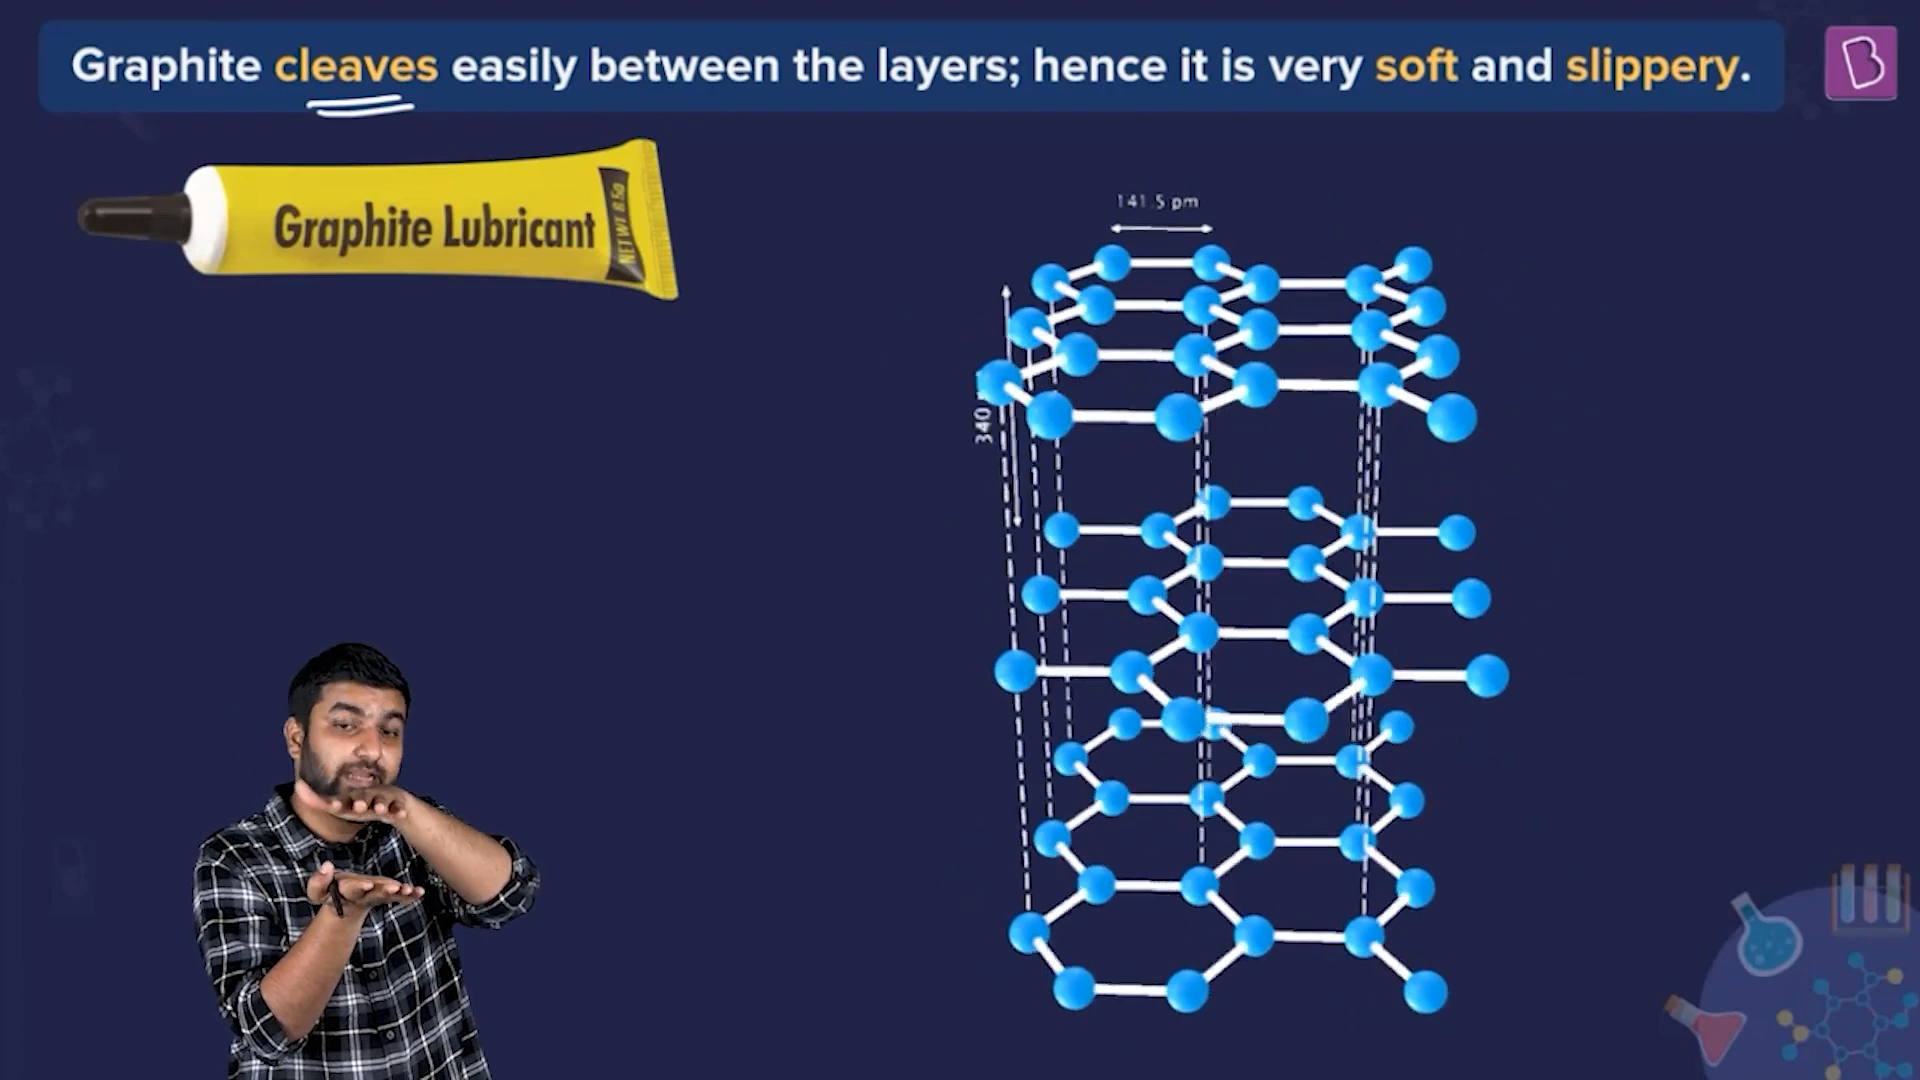 Graphite cleaves easily between the layers; hence it is very soft and slippery.
B
Graphite Lubricant
NET WT 6.5g
141.5 pm
340